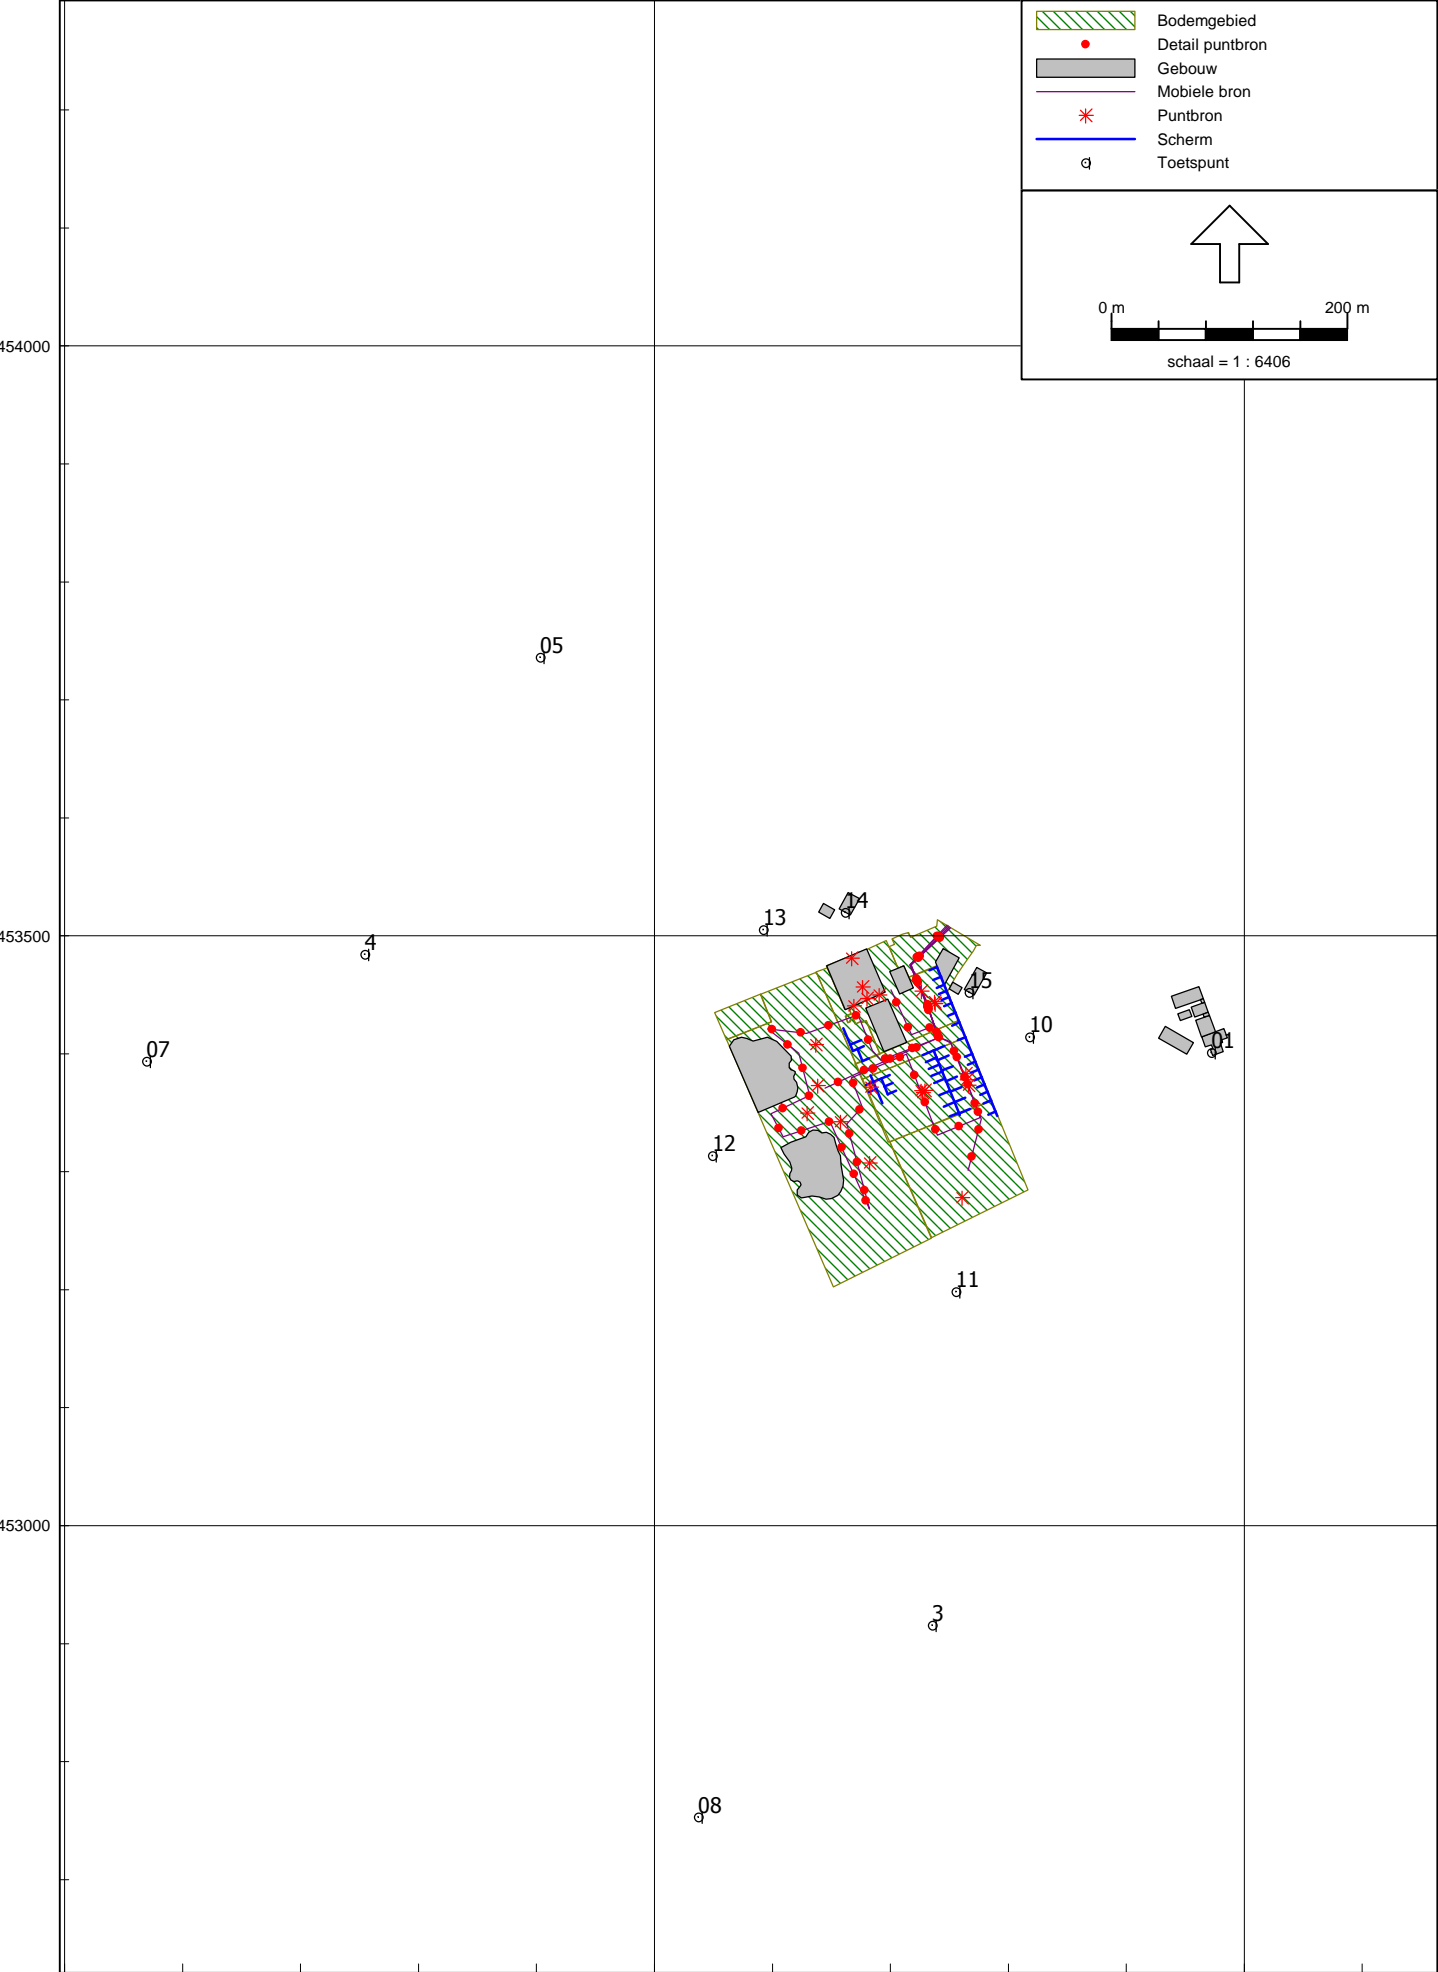 Bodemgebied
Detail puntbron
Gebouw
Mobiele bron
Puntbron
Scherm
Toetspunt
0 m 200 m
schaal = 1 : 6406
454000
05
14
13
453500
4
15
10
01
07
12
11
453000
3
08